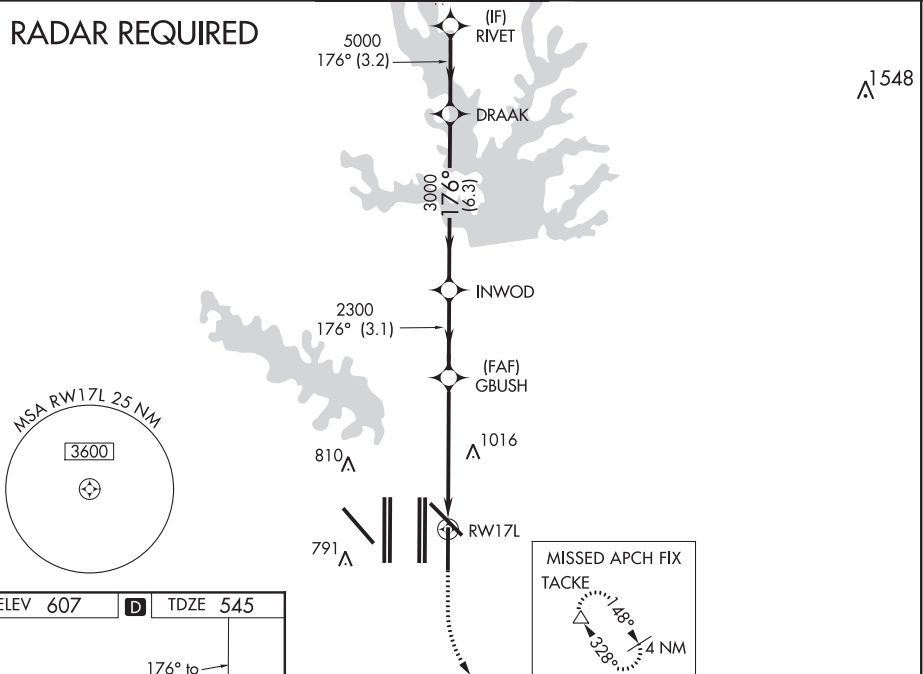 RADAR REQUIRED
(IF)
RIVET
5000
176° (3.2)
1548
DRAAK
3000
176°
(6.3)
INWOD
2300
176° (3.1)
(FAF)
GBUSH
MSA RW17L 25 NM
3600
1016
810
RW17L
791
MISSED APCH FIX
TACKE
148°
328°
4 NM
ELEV 607
D
TDZE 545
176° to